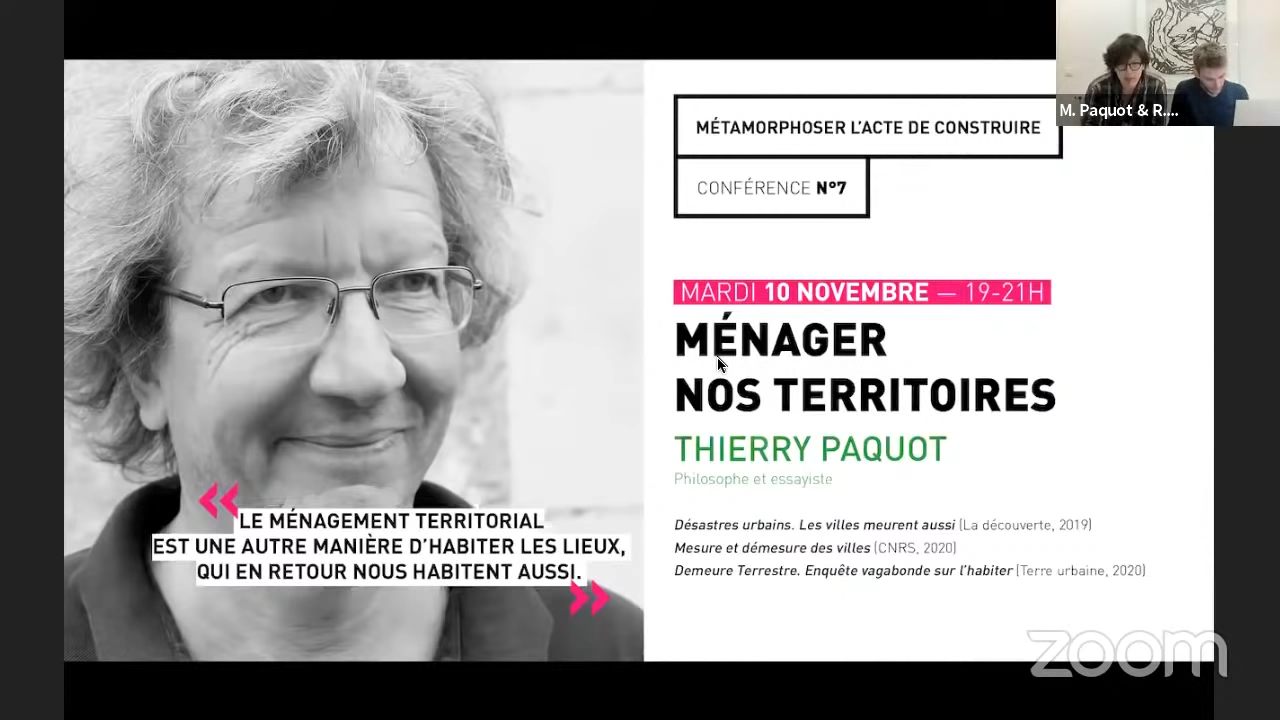 M. Paquot & R....
MÉTAMORPHOSER L'ACTE DE CONSTRUIRE
CONFÉRENCE N°7
MARDI 10 NOVEMBRE — 19-21H
MÉNAGER
NOS TERRITOIRES
THIERRY PAQUOT
Philosophe et essayiste
Désastres urbains. Les villes meurent aussi (La découverte, 2019)
Mesure et démesure des villes (CNRS, 2020)
Demeure Terrestre. Enquête vagabonde sur l'habiter (Terre urbaine, 2020)
« LE MÉNAGEMENT TERRITORIAL
EST UNE AUTRE MANIÈRE D'HABITER LES LIEUX,
QUI EN RETOUR NOUS HABITENT AUSSI. »
zoom